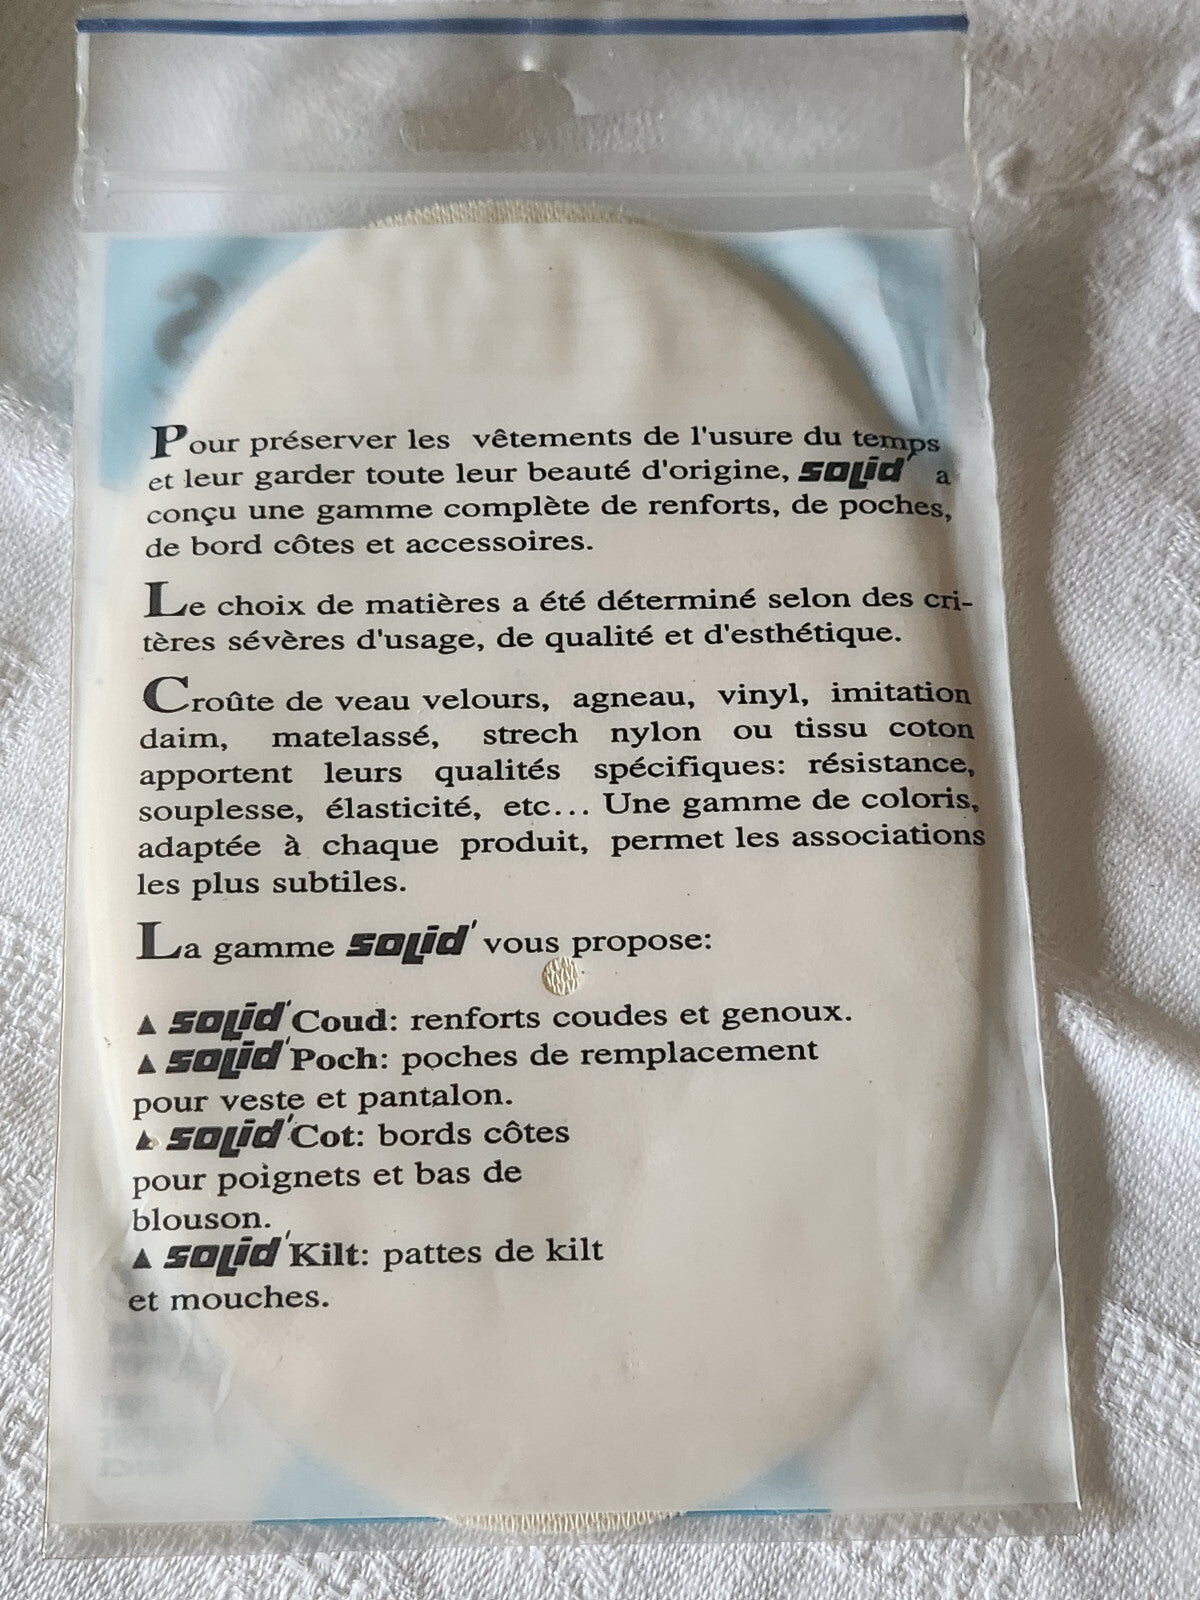 Pour préserver les vêtements de l'usure du temps
et leur garder toute leur beauté d'origine, solid' a
conçu une gamme complète de renforts, de poches,
de bord côtes et accessoires.
Le choix de matières a été déterminé selon des cri-
tères sévères d'usage, de qualité et d'esthétique.
Croûte de veau velours, agneau, vinyl, imitation
daim, matelassé, strech nylon ou tissu coton
apportent leurs qualités spécifiques: résistance,
souplesse, élasticité, etc... Une gamme de coloris,
adaptée à chaque produit, permet les associations
les plus subtiles.
La gamme solid' vous propose:
▲ solid' Coud: renforts coudes et genoux.
▲ solid' Poch: poches de remplacement
pour veste et pantalon.
▲ solid' Cot: bords côtes
pour poignets et bas de
blouson.
▲ solid' Kilt: pattes de kilt
et mouches.